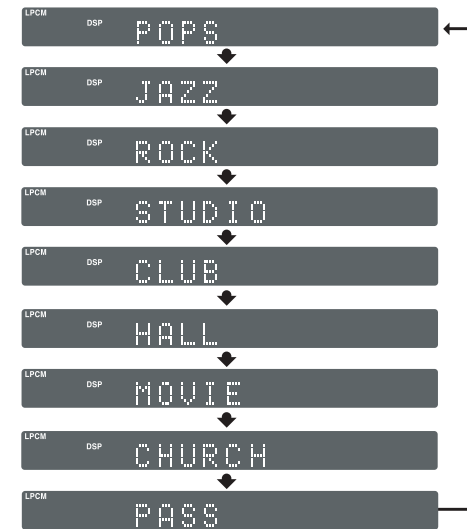 LPCM
DSP
POPS
LPCM
DSP
JAZZ
LPCM
DSP
ROCK
LPCM
DSP
STUDIO
LPCM
DSP
CLUB
LPCM
DSP
HALL
LPCM
DSP
MOVIE
LPCM
DSP
CHURCH
LPCM
PASS